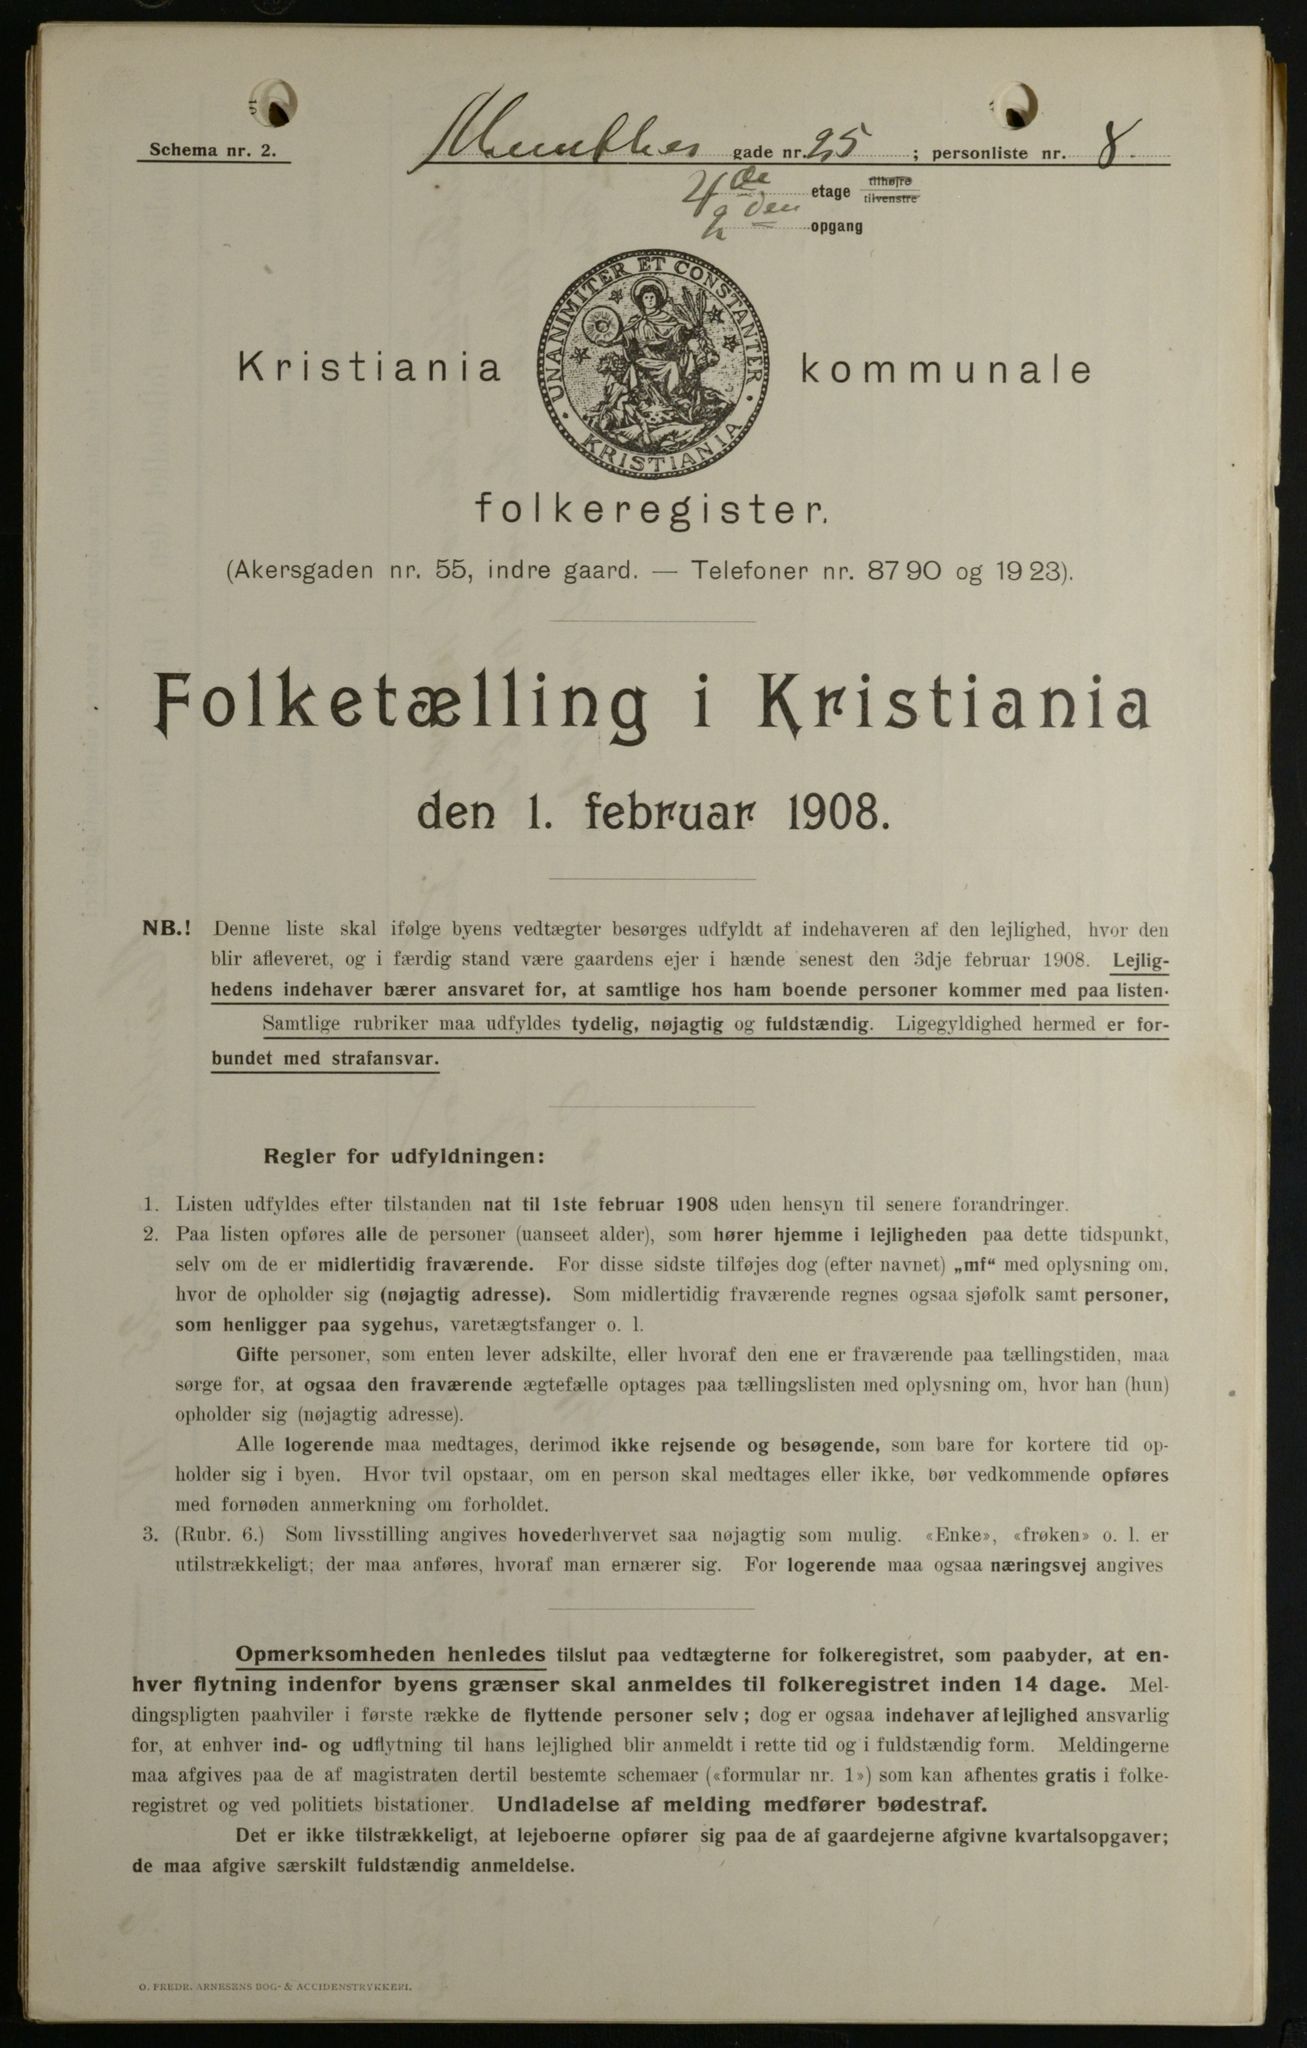 Schema nr. 2.
Munthes gade nr. 25 ; personliste nr. 8.
4de etage tilhøjre tilvenstre
2den opgang
UNANIMITER ET CONSTANTER · KRISTIANIA ·
Kristiania kommunale
folkeregister.
(Akersgaden nr. 55, indre gaard. — Telefoner nr. 87 90 og 19 23).
Folketælling i Kristiania
den 1. februar 1908.
NB.! Denne liste skal ifølge byens vedtægter besørges udfyldt af indehaveren af den lejlighed, hvor den
blir afleveret, og i færdig stand være gaardens ejer i hænde senest den 3dje februar 1908. Lejlig-
hedens indehaver bærer ansvaret for, at samtlige hos ham boende personer kommer med paa listen.
Samtlige rubriker maa udfyldes tydelig, nøjagtig og fuldstændig. Ligegyldighed hermed er for-
bundet med strafansvar.
Regler for udfyldningen:
1. Listen udfyldes efter tilstanden nat til 1ste februar 1908 uden hensyn til senere forandringer.
2. Paa listen opføres alle de personer (uanseet alder), som hører hjemme i lejligheden paa dette tidspunkt,
selv om de er midlertidig fraværende. For disse sidste tilføjes dog (efter navnet) „mf“ med oplysning om,
hvor de opholder sig (nøjagtig adresse). Som midlertidig fraværende regnes ogsaa sjøfolk samt personer,
som henligger paa sygehus, varetægtsfanger o. l.
Gifte personer, som enten lever adskilte, eller hvoraf den ene er fraværende paa tællingstiden, maa
sørge for, at ogsaa den fraværende ægtefælle optages paa tællingslisten med oplysning om, hvor han (hun)
opholder sig (nøjagtig adresse).
Alle logerende maa medtages, derimod ikke rejsende og besøgende, som bare for kortere tid op-
holder sig i byen. Hvor tvil opstaar, om en person skal medtages eller ikke, bør vedkommende opføres
med fornøden anmerkning om forholdet.
3. (Rubr. 6.) Som livsstilling angives hovederhvervet saa nøjagtig som mulig. «Enke», «frøken» o. l. er
utilstrækkeligt; der maa anføres, hvoraf man ernærer sig. For logerende maa ogsaa næringsvej angives
Opmerksomheden henledes tilslut paa vedtægterne for folkeregistret, som paabyder, at en-
hver flytning indenfor byens grænser skal anmeldes til folkeregistret inden 14 dage. Mel-
dingspligten paahviler i første række de flyttende personer selv; dog er ogsaa indehaver af lejlighed ansvarlig
for, at enhver ind- og udflytning til hans lejlighed blir anmeldt i rette tid og i fuldstændig form. Meldingerne
maa afgives paa de af magistraten dertil bestemte schemaer («formular nr. 1») som kan afhentes gratis i folke-
registret og ved politiets bistationer. Undladelse af melding medfører bødestraf.
Det er ikke tilstrækkeligt, at lejeboerne opfører sig paa de af gaardejerne afgivne kvartalsopgaver;
de maa afgive særskilt fuldstændig anmeldelse.
O. FREDR. ARNESENS BOG- & ACCIDENSTRYKKERI.